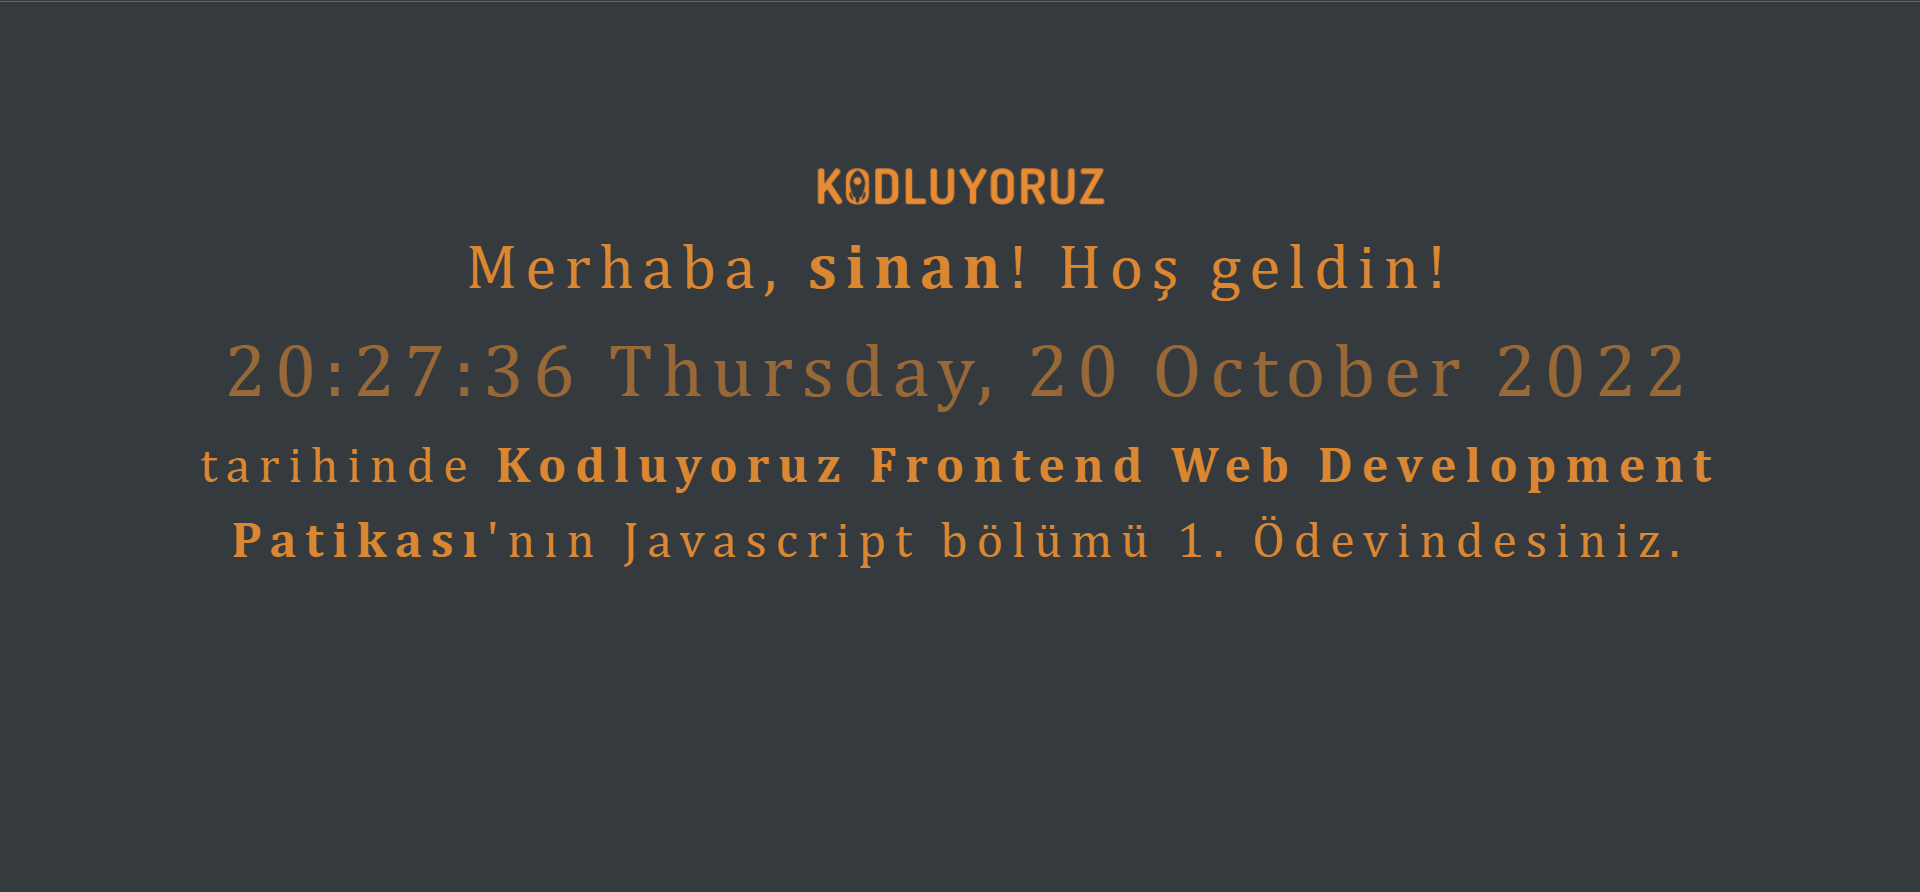 KODLUYORUZ
Merhaba, sinan! Hoş geldin!
20:27:36 Thursday, 20 October 2022
tarihinde Kodluyoruz Frontend Web Development
Patikası'nın Javascript bölümü 1. Ödevindesiniz.